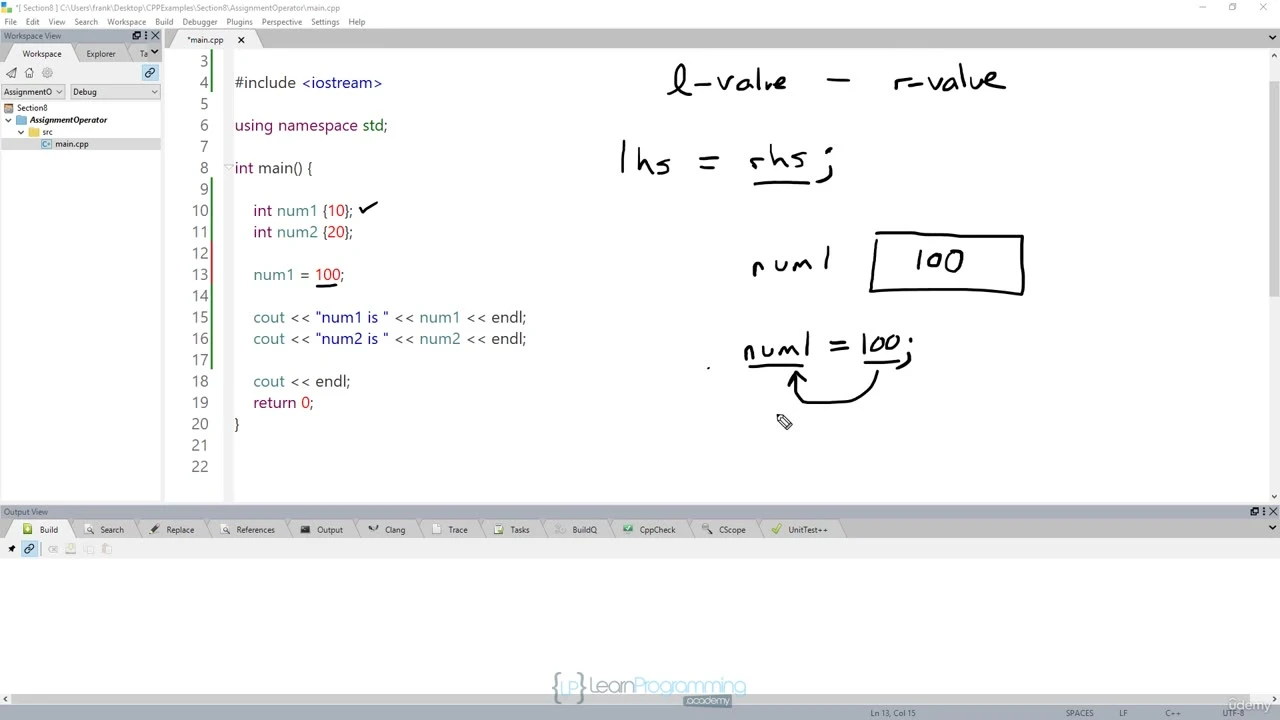 *[ Section8 ] C:\Users\frank\Desktop\CPPExamples\Section8\AssignmentOperator\main.cpp
File Edit View Search Workspace Build Debugger Plugins Perspective Settings Help
Workspace View
Workspace Explorer Ta
AssignmentO Debug
Section8
AssignmentOperator
src
main.cpp
*main.cpp
3
4 #include <iostream>
5
6 using namespace std;
7
8 int main() {
9
10 int num1 {10};
11 int num2 {20};
12
13 num1 = 100;
14
15 cout << "num1 is " << num1 << endl;
16 cout << "num2 is " << num2 << endl;
17
18 cout << endl;
19 return 0;
20 }
21
22
l-value - r-value
lhs = rhs;
num1 100
num1 = 100;
Output View
Build Search Replace References Output Clang Trace Tasks BuildQ CppCheck CScope UnitTest++
{LP} LearnProgramming
academy
Ln 13, Col 15 SPACES LF C++ UTF-8
ûdemy